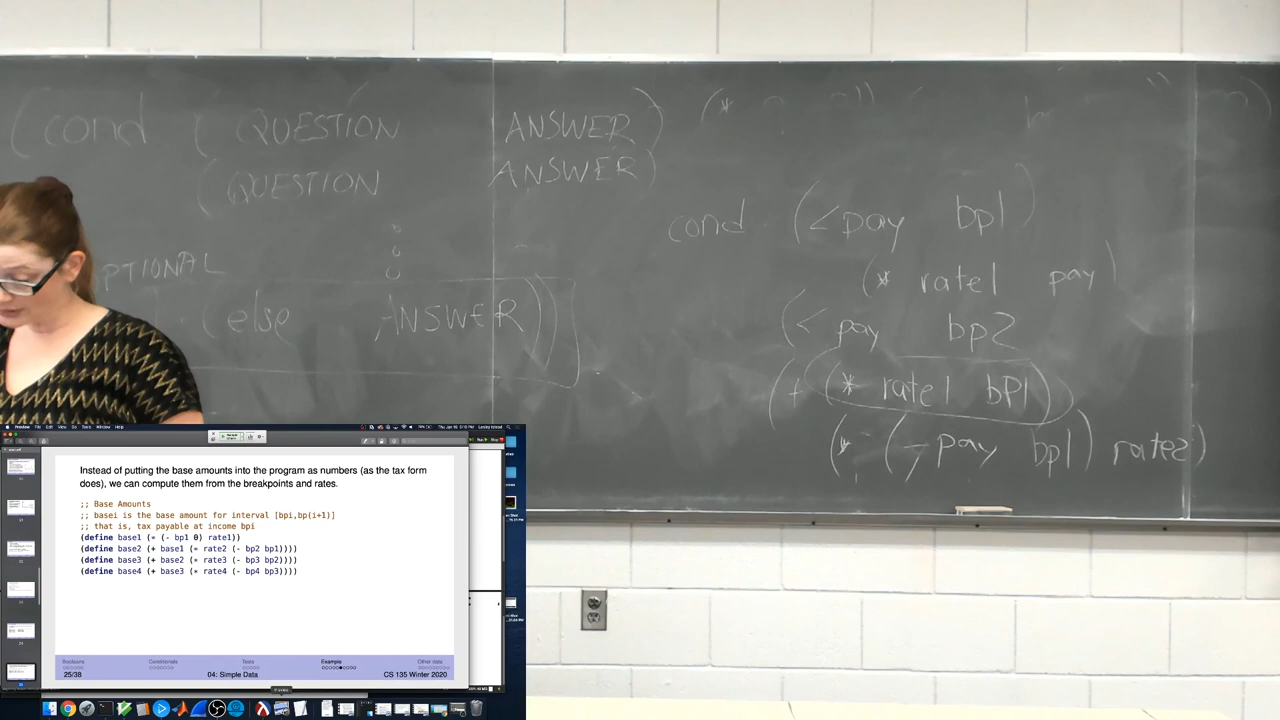 (cond ( QUESTION ANSWER)
(QUESTION ANSWER)
PTIONAL
(else ANSWER))
(*
cond (<pay bp1)
(* rate1 pay)
(< pay bp2
(+ (* rate1 bp1)
(* (- pay bp1) rate2)
Instead of putting the base amounts into the program as numbers (as the tax form
does), we can compute them from the breakpoints and rates.
;; Base Amounts
;; basei is the base amount for interval [bpi,bp(i+1)]
;; that is, tax payable at income bpi
(define base1 (* (- bp1 0) rate1))
(define base2 (+ base1 (* rate2 (- bp2 bp1))))
(define base3 (+ base2 (* rate3 (- bp3 bp2))))
(define base4 (+ base3 (* rate4 (- bp4 bp3))))
Booleans Conditionals Tests Example Other data
25/38 04: Simple Data CS 135 Winter 2020